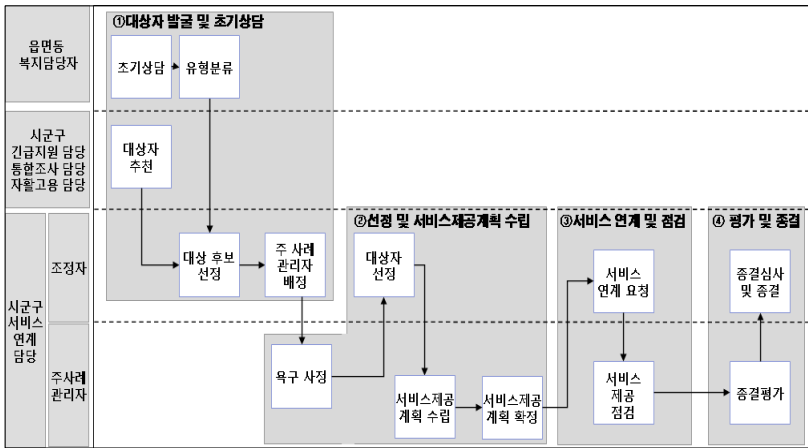 ①대상자 발굴 및 초기상담
읍면동
복지담당자
초기상담
유형분류
시군구
긴급지원 담당
통합조사 담당
자활고용 담당
대상자
추천
②선정 및 서비스제공계획 수립
③서비스 연계 및 점검
④ 평가 및 종결
시군구
서비스
연계
담당
조정자
대상 후보
선정
주 사례
관리자
배정
대상자
선정
서비스
연계 요청
종결심사
및 종결
주사례
관리자
욕구 사정
서비스제공
계획 수립
서비스제공
계획 확정
서비스
제공
점검
종결평가